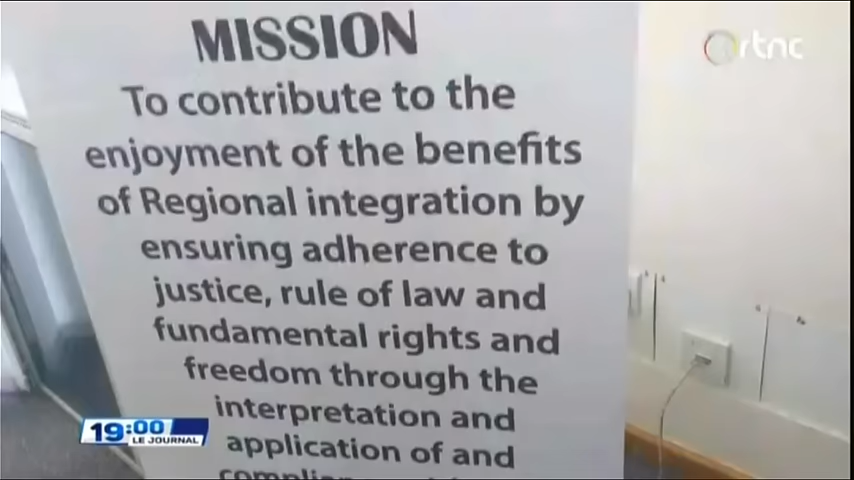 MISSION
To contribute to the
enjoyment of the benefits
of Regional integration by
ensuring adherence to
justice, rule of law and
fundamental rights and
freedom through the
interpretation and
application of and
rtnc
19:00
LE JOURNAL